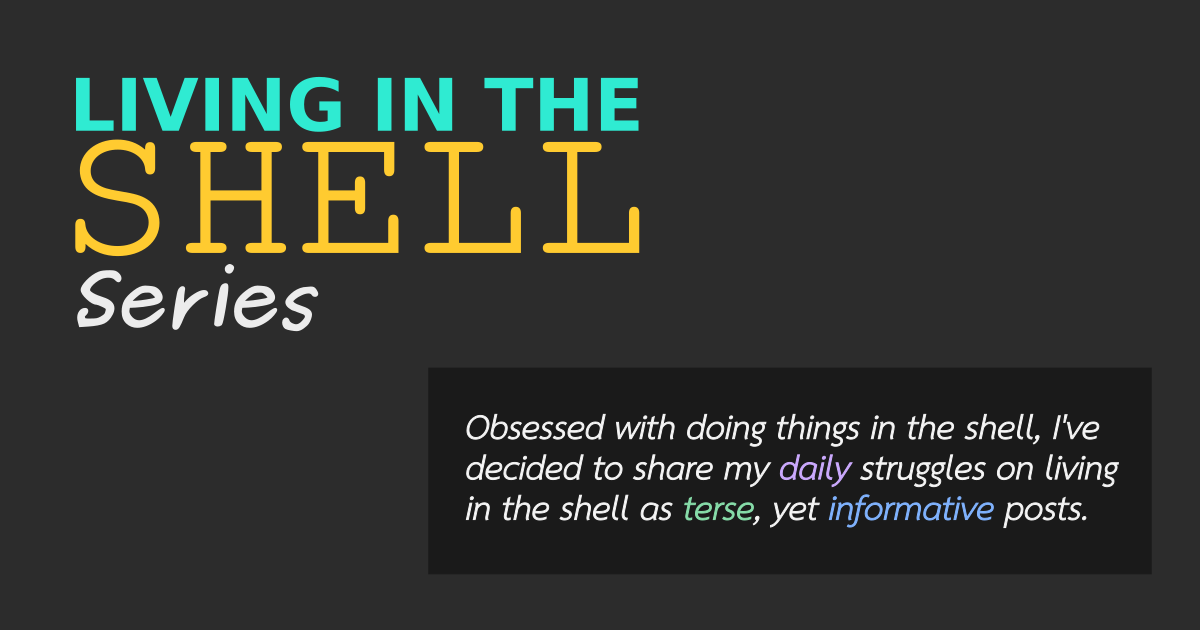 LIVING IN THE
SHELL
Series
Obsessed with doing things in the shell, I've
decided to share my daily struggles on living
in the shell as terse, yet informative posts.